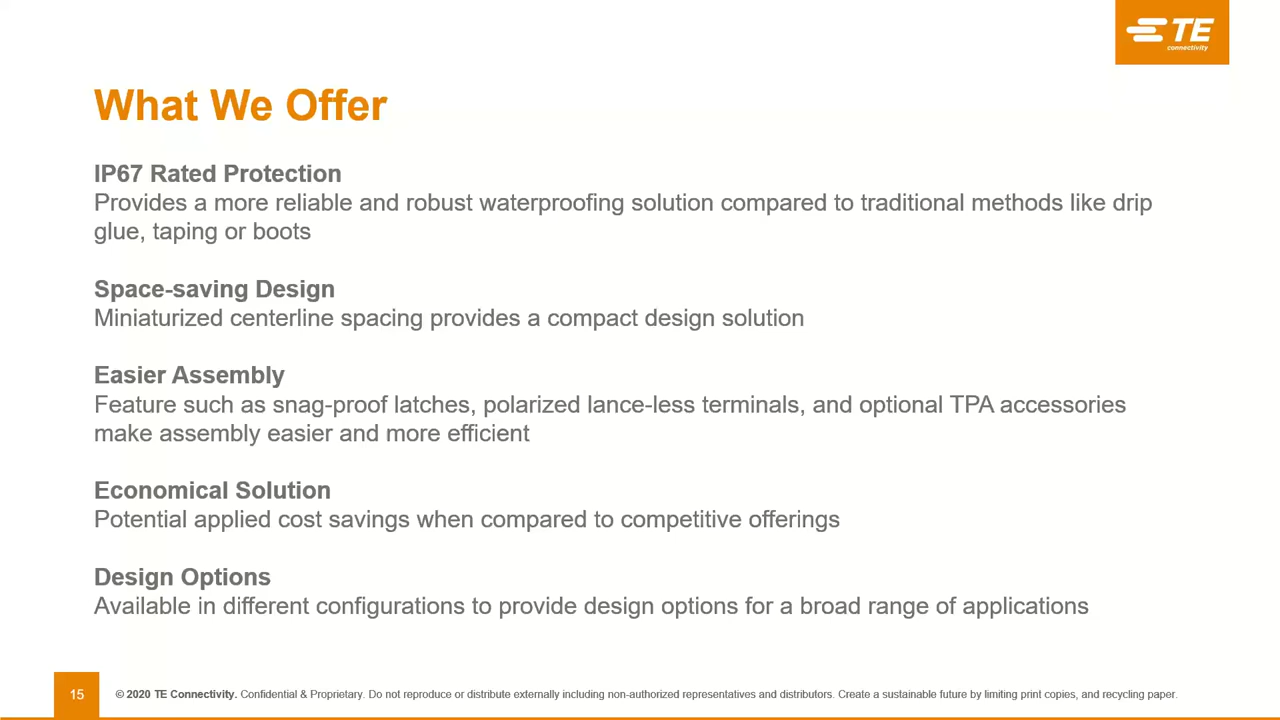 TE
connectivity
What We Offer
IP67 Rated Protection
Provides a more reliable and robust waterproofing solution compared to traditional methods like drip
glue, taping or boots
Space-saving Design
Miniaturized centerline spacing provides a compact design solution
Easier Assembly
Feature such as snag-proof latches, polarized lance-less terminals, and optional TPA accessories
make assembly easier and more efficient
Economical Solution
Potential applied cost savings when compared to competitive offerings
Design Options
Available in different configurations to provide design options for a broad range of applications
15
© 2020 TE Connectivity. Confidential & Proprietary. Do not reproduce or distribute externally including non-authorized representatives and distributors. Create a sustainable future by limiting print copies, and recycling paper.